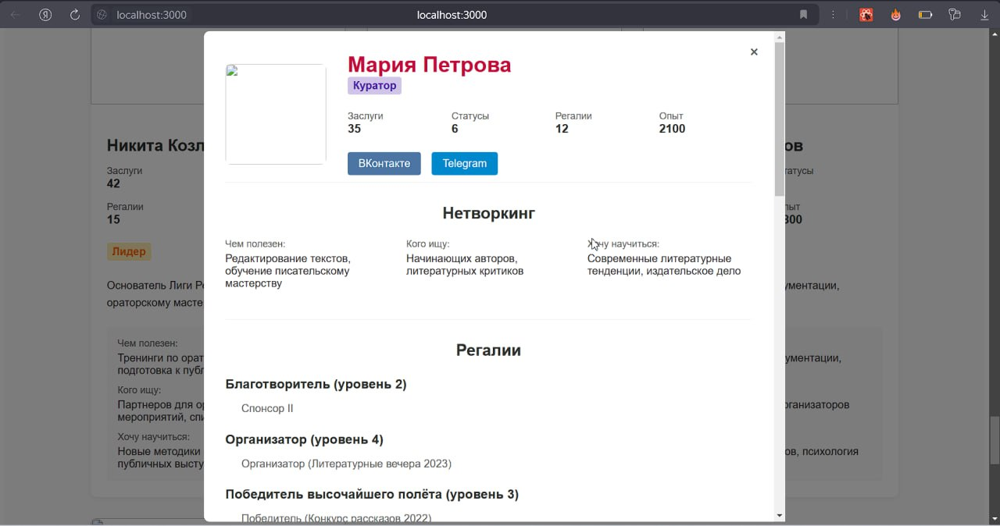 localhost:3000
localhost:3000
Мария Петрова
Куратор
Заслуги
35
Статусы
6
Регалии
12
Опыт
2100
ВКонтакте
Telegram
Нетворкинг
Чем полезен:
Редактирование текстов,
обучение писательскому
мастерству
Кого ищу:
Начинающих авторов,
литературных критиков
Хочу научиться:
Современные литературные
тенденции, издательское дело
Регалии
Благотворитель (уровень 2)
Спонсор II
Организатор (уровень 4)
Организатор (Литературные вечера 2023)
Победитель высочайшего полёта (уровень 3)
Победитель (Конкурс рассказов 2022)
Никита Козл
Заслуги
42
Регалии
15
Лидер
Основатель Лиги Ре
ораторскому масте
Чем полезен:
Тренинги по орат
подготовка к публ
Кого ищу:
Партнеров для ор
мероприятий, спи
Хочу научиться:
Новые методики
публичных высту
ов
татусы
ыт
800
ументации,
ументации,
рганизаторов
ов, психология